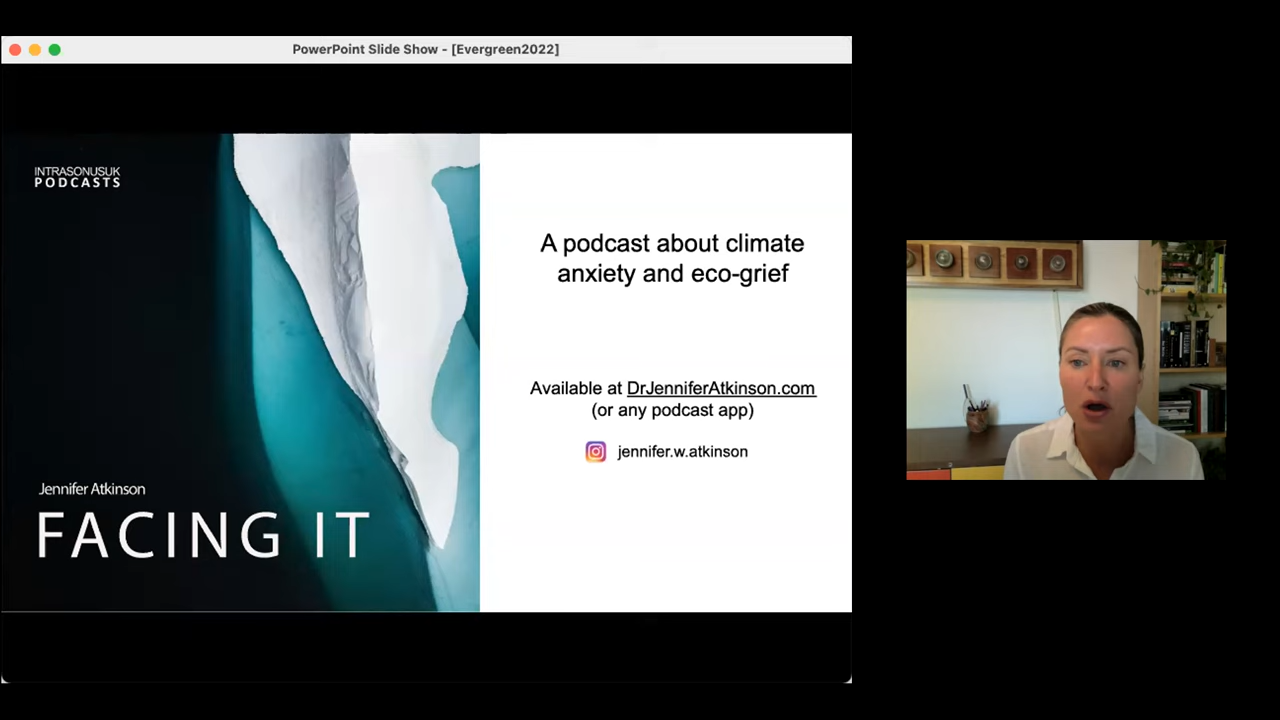 PowerPoint Slide Show - [Evergreen2022]
INTRASONUSUK
PODCASTS
Jennifer Atkinson
FACING IT
A podcast about climate
anxiety and eco-grief
Available at DrJenniferAtkinson.com
(or any podcast app)
jennifer.w.atkinson